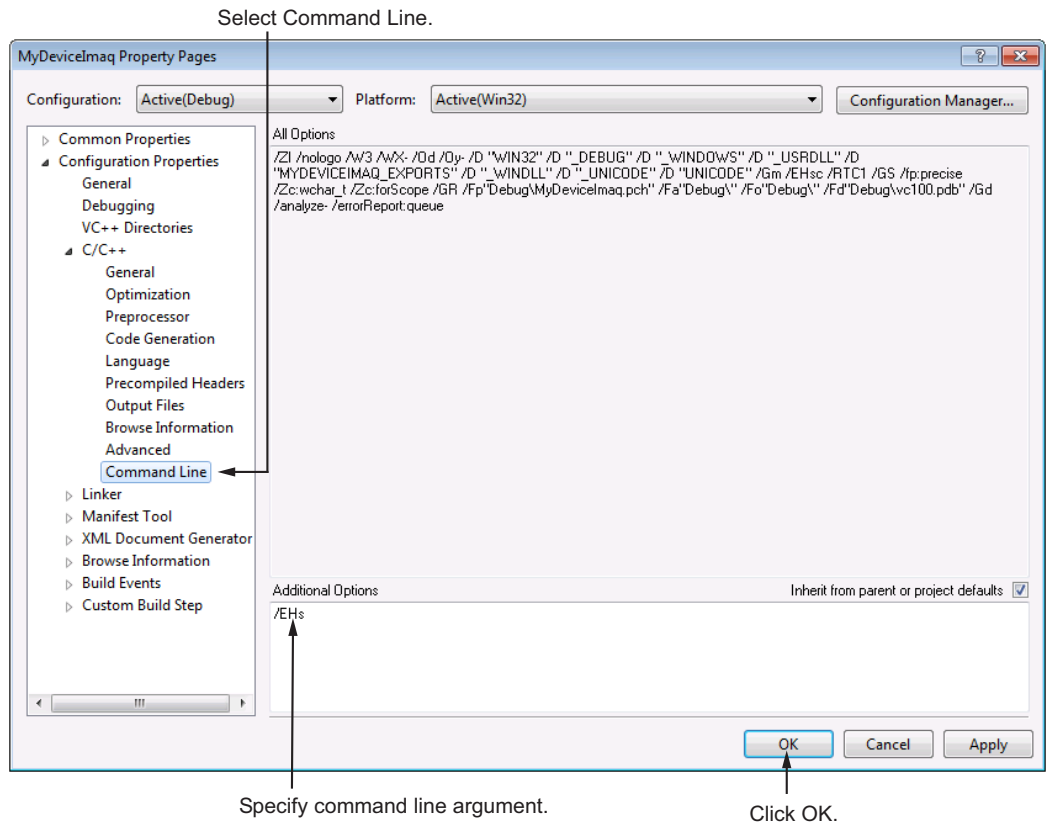 Select Command Line.
MyDeviceImaq Property Pages
Configuration: Active(Debug) Platform: Active(Win32) Configuration Manager...
Common Properties
Configuration Properties
General
Debugging
VC++ Directories
C/C++
General
Optimization
Preprocessor
Code Generation
Language
Precompiled Headers
Output Files
Browse Information
Advanced
Command Line
Linker
Manifest Tool
XML Document Generator
Browse Information
Build Events
Custom Build Step
All Options
/ZI /nologo /W3 /WX- /Od /Oy- /D "WIN32" /D "_DEBUG" /D "_WINDOWS" /D "_USRDLL" /D
"MYDEVICEIMAQ_EXPORTS" /D "_WINDLL" /D "_UNICODE" /D "UNICODE" /Gm /EHsc /RTC1 /GS /fp:precise
/Zc:wchar_t /Zc:forScope /GR /Fp"Debug\MyDeviceImaq.pch" /Fa"Debug\" /Fo"Debug\" /Fd"Debug\vc100.pdb" /Gd
/analyze- /errorReport:queue
Additional Options Inherit from parent or project defaults
/EHs
OK Cancel Apply
Specify command line argument.
Click OK.